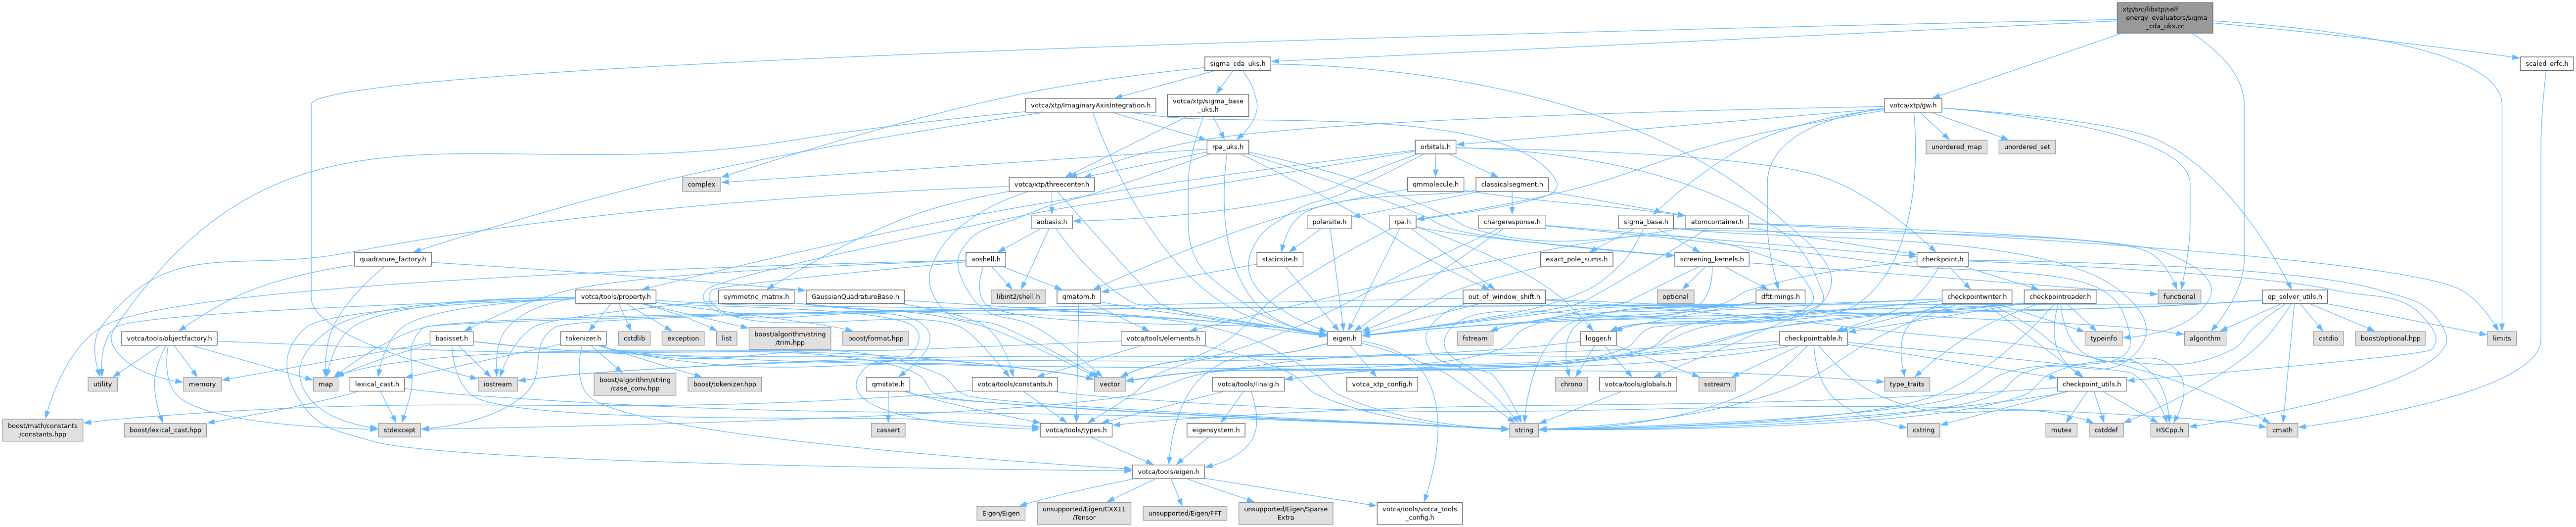 xtp/src/libxtp/self
_energy_evaluators/sigma
_cda_uks.cc
sigma_cda_uks.h
scaled_erfc.h
votca/xtp/ImaginaryAxisIntegration.h
votca/xtp/sigma_base
_uks.h
votca/xtp/gw.h
rpa_uks.h
orbitals.h
unordered_map
unordered_set
complex
votca/xtp/threecenter.h
qmmolecule.h
classicalsegment.h
aobasis.h
polarsite.h
rpa.h
chargeresponse.h
sigma_base.h
atomcontainer.h
quadrature_factory.h
aoshell.h
staticsite.h
exact_pole_sums.h
screening_kernels.h
checkpoint.h
votca/tools/property.h
symmetric_matrix.h
GaussianQuadratureBase.h
libint2/shell.h
qmatom.h
out_of_window_shift.h
optional
dfttimings.h
checkpointwriter.h
checkpointreader.h
functional
qp_solver_utils.h
votca/tools/objectfactory.h
basisset.h
tokenizer.h
cstdlib
exception
list
boost/algorithm/string
/trim.hpp
boost/format.hpp
votca/tools/elements.h
eigen.h
fstream
logger.h
checkpointtable.h
typeinfo
algorithm
cstdio
boost/optional.hpp
limits
utility
memory
map
lexical_cast.h
iostream
boost/algorithm/string
/case_conv.hpp
boost/tokenizer.hpp
qmstate.h
votca/tools/constants.h
vector
votca/tools/linalg.h
votca_xtp_config.h
chrono
votca/tools/globals.h
sstream
type_traits
checkpoint_utils.h
boost/math/constants
/constants.hpp
boost/lexical_cast.hpp
stdexcept
cassert
votca/tools/types.h
eigensystem.h
string
cstring
mutex
cstddef
H5Cpp.h
cmath
votca/tools/eigen.h
Eigen/Eigen
unsupported/Eigen/CXX11
/Tensor
unsupported/Eigen/FFT
unsupported/Eigen/Sparse
Extra
votca/tools/votca_tools
_config.h